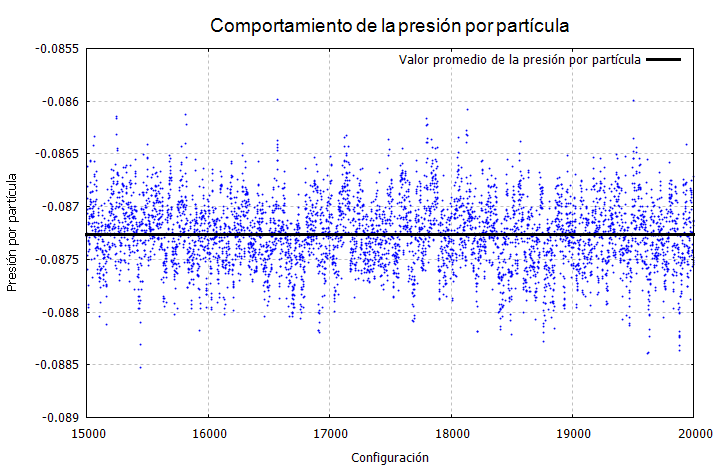 Comportamiento de la presión por partícula
Valor promedio de la presión por partícula
-0.0855
-0.086
-0.0865
-0.087
-0.0875
-0.088
-0.0885
-0.089
Presión por partícula
15000 16000 17000 18000 19000 20000
Configuración